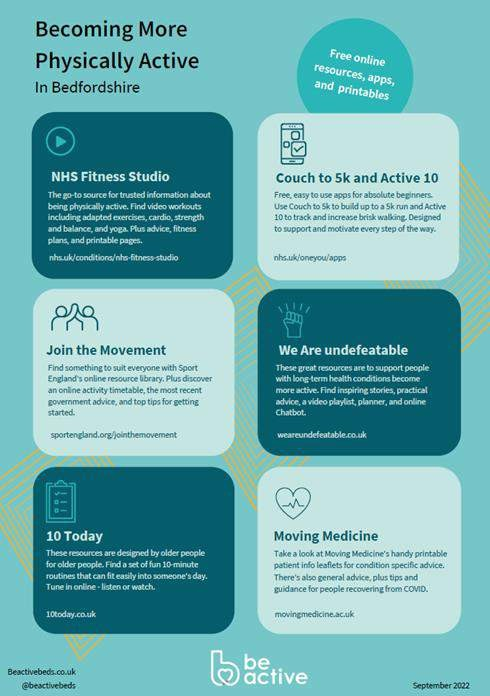 Becoming More
Physically Active
In Bedfordshire
Free online
resources, apps,
and printables
NHS Fitness Studio
The go-to source for trusted information about
being physically active. Find video workouts
including adapted exercises, cardio, strength
and balance, and yoga. Plus advice, fitness
plans, and printable pages.
nhs.uk/conditions/nhs-fitness-studio
Couch to 5k and Active 10
Free, easy to use apps for absolute beginners.
Use Couch to 5k to build up to a 5k run and Active
10 to track and increase brisk walking. Designed
to support and motivate every step of the way.
nhs.uk/oneyou/apps
Join the Movement
Find something to suit everyone with Sport
England's online resource library. Plus discover
an online activity timetable, the most recent
government advice, and top tips for getting
started.
sportengland.org/jointhemovement
We Are undefeatable
These great resources are to support people
with long-term health conditions become
more active. Find inspiring stories, practical
advice, a video playlist, planner, and online
Chatbot.
weareundefeatable.co.uk
10 Today
These resources are designed by older people
for older people. Find a set of fun 10-minute
routines that can fit easily into someone's day.
Tune in online - listen or watch.
10today.co.uk
Moving Medicine
Take a look at Moving Medicine's handy printable
patient info leaflets for condition specific advice.
There's also general advice, plus tips and
guidance for people recovering from COVID.
movingmedicine.ac.uk
Beactivebeds.co.uk
@beactivebeds
be
active
September 2022